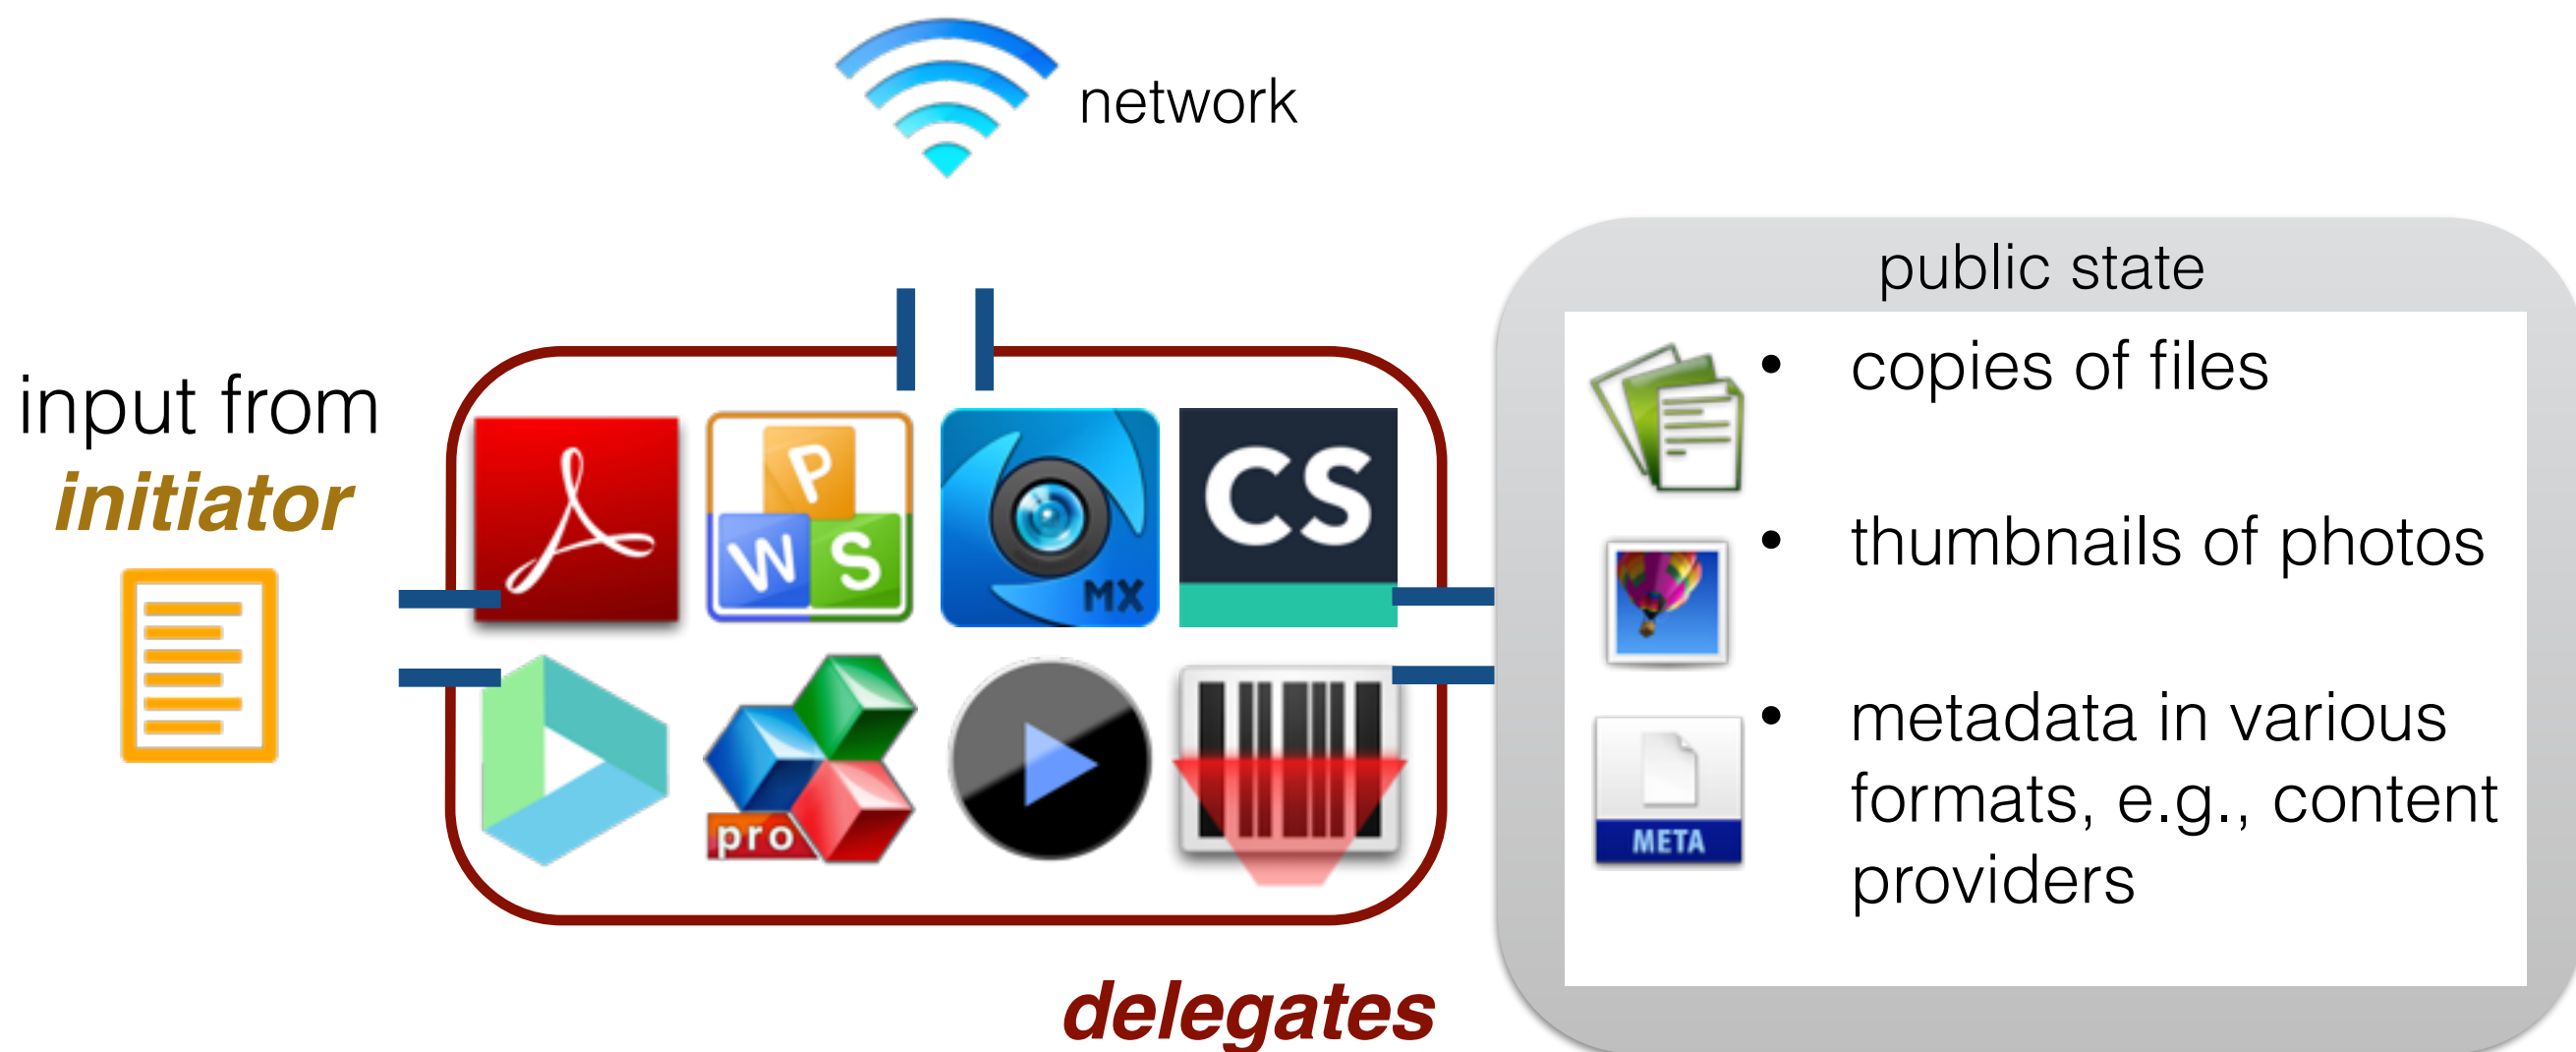 network
public state
input from
initiator
P
W S
MX
CS
pro
• copies of files
• thumbnails of photos
META
• metadata in various
formats, e.g., content
providers
delegates